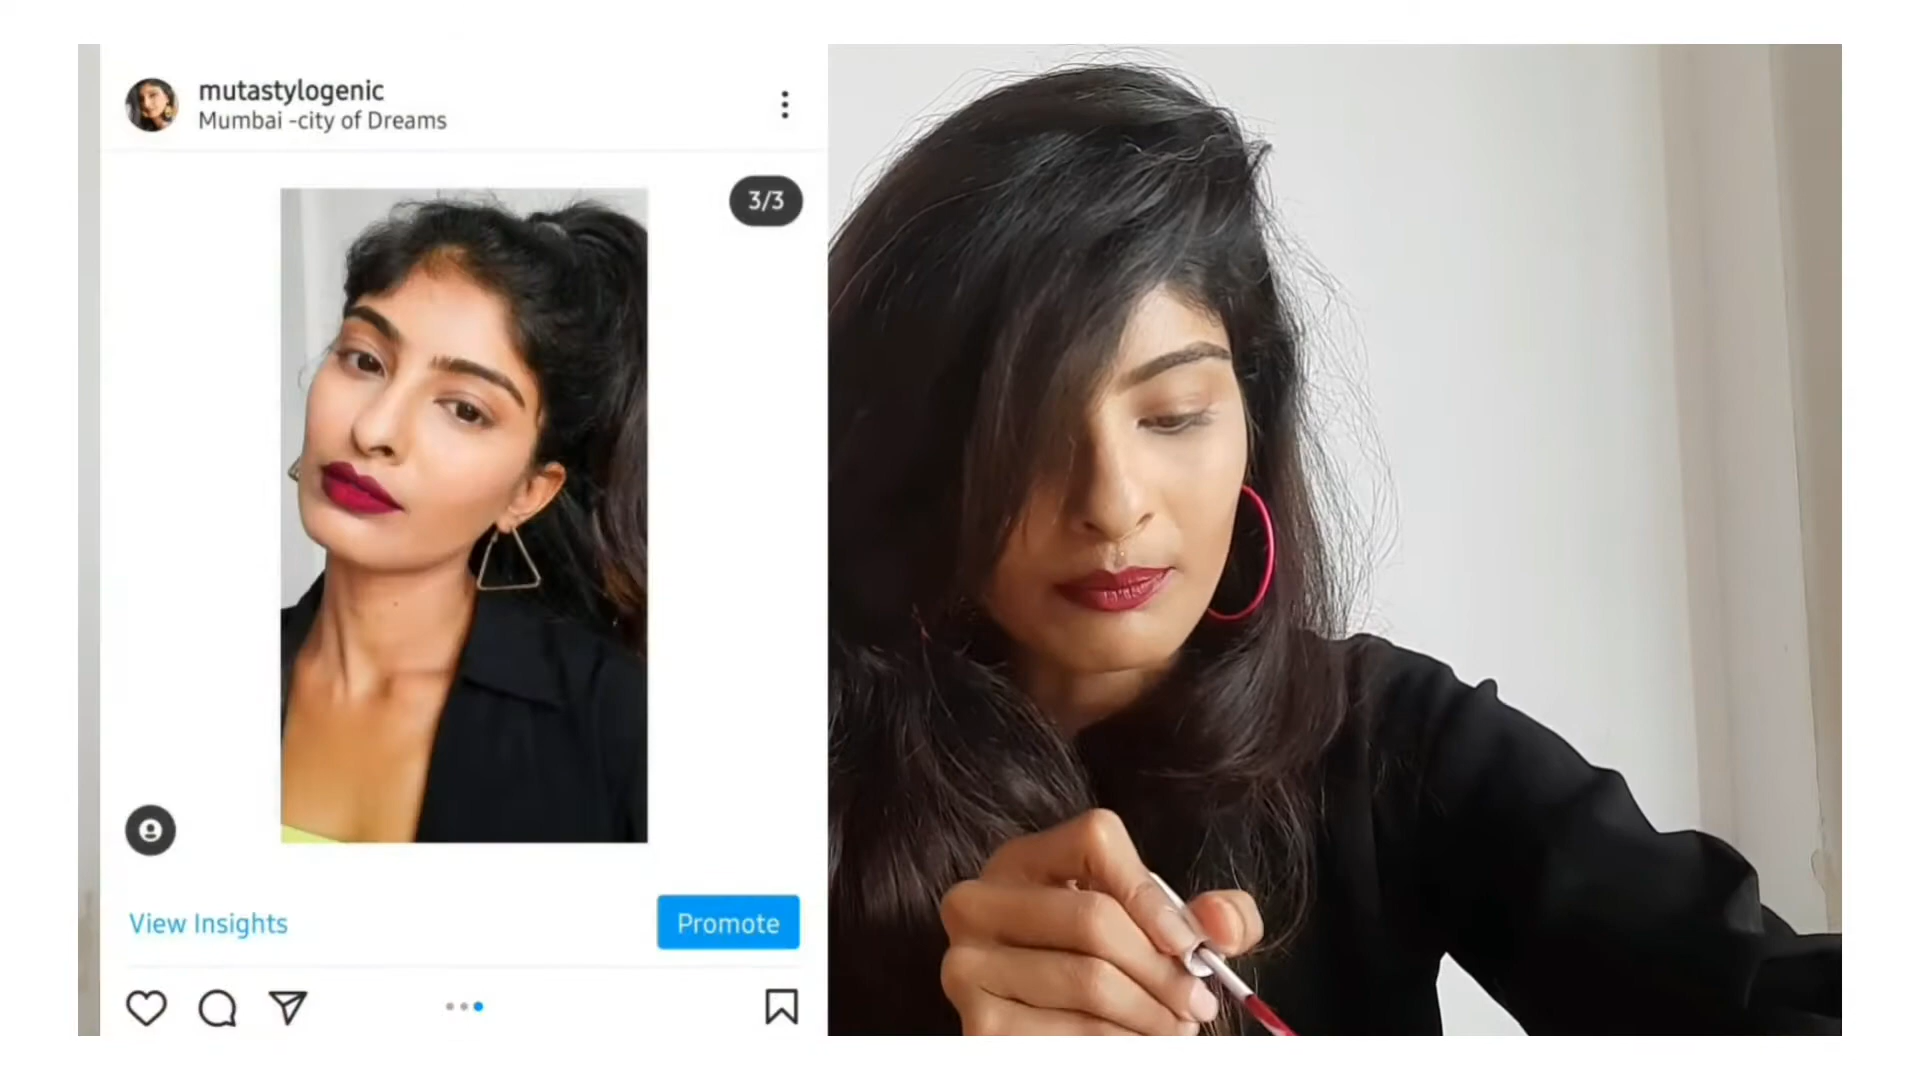 mutastylogenic
Mumbai -city of Dreams
3/3
View Insights
Promote